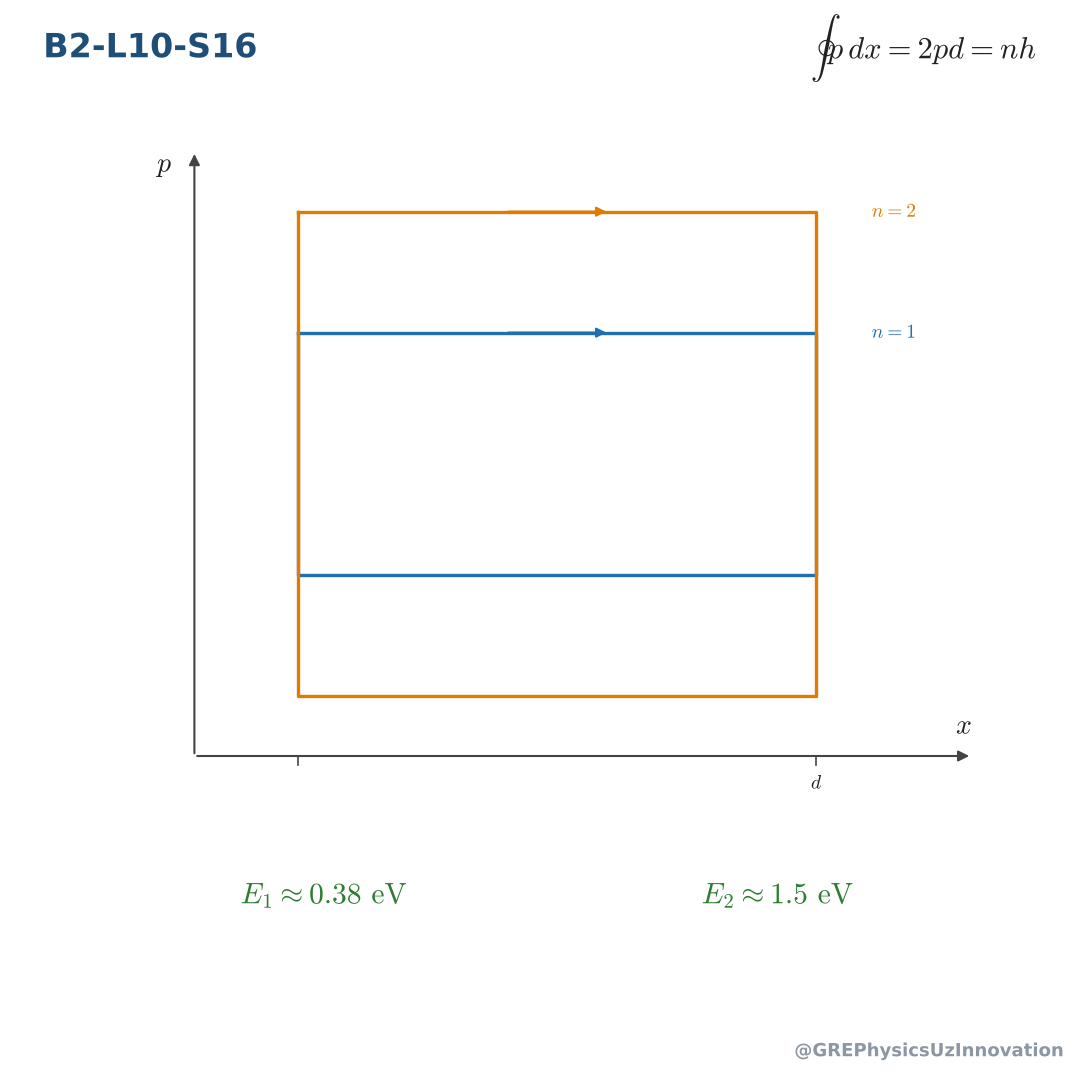 B2-L10-S16
∮p dx = 2pd = nh
p
n = 2
n = 1
x
d
E₁ ≈ 0.38 eV
E₂ ≈ 1.5 eV
@GREPhysicsUzInnovation